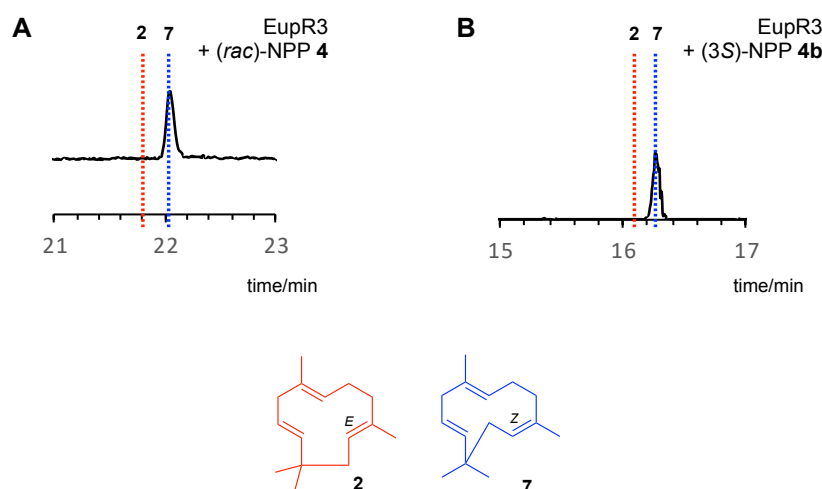 A
2 7
EupR3
+ (rac)-NPP 4
21 22 23
time/min
B
2 7
EupR3
+ (3S)-NPP 4b
15 16 17
time/min
E
2
Z
7